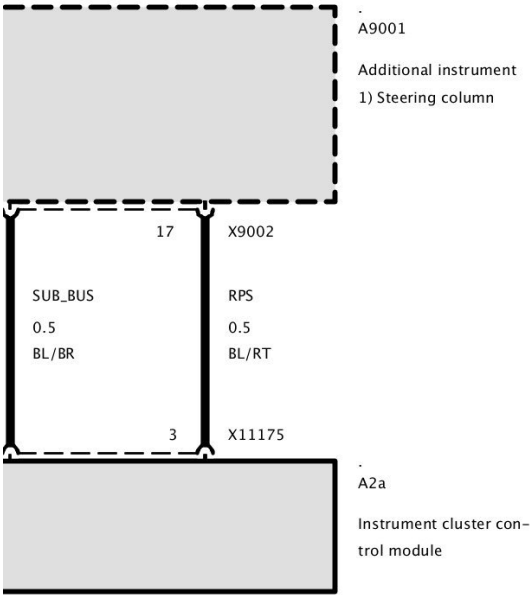 .
A9001
Additional instrument
1) Steering column
17 X9002
SUB_BUS RPS
0.5 0.5
BL/BR BL/RT
3 X11175
.
A2a
Instrument cluster con-
trol module